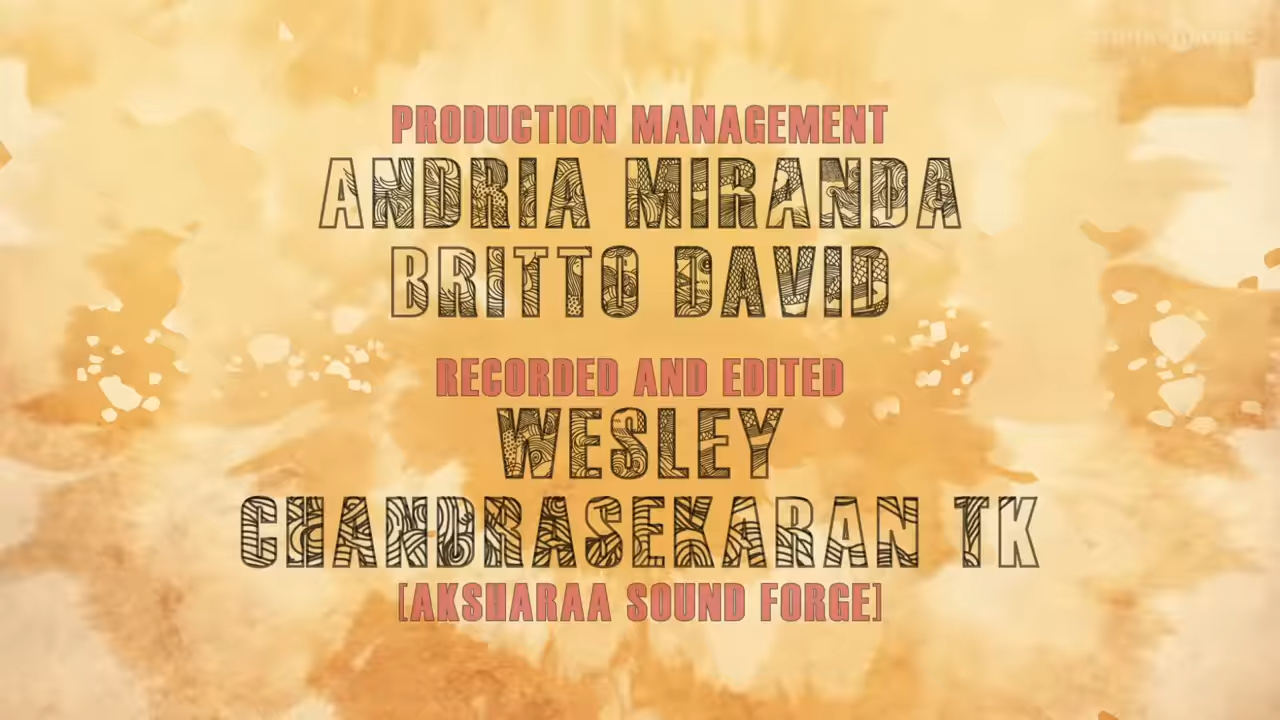 PRODUCTION MANAGEMENT
ANDRIA MIRANDA
BRITTO DAVID
RECORDED AND EDITED
WESLEY
CHANDRASEKARAN TK
[AKSHARAA SOUND FORGE]